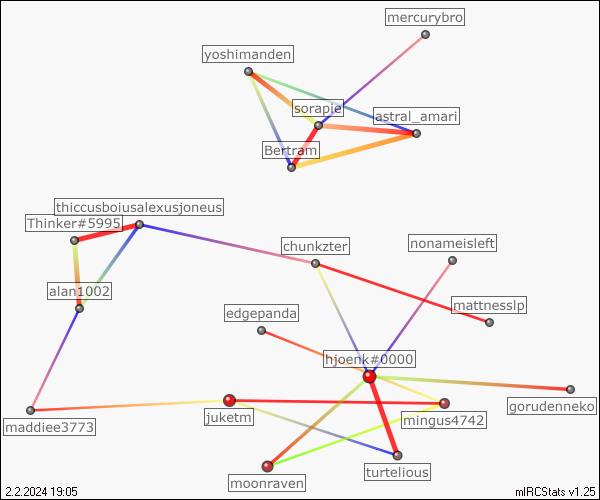 mercurybro
yoshimanden
sorapie
astral_amari
Bertram
thiccusboiusalexusjoneus
Thinker#5995
chunkzter
nonameisleft
alan1002
mattnesslp
edgepanda
hjoenk#0000
gorudenneko
maddiee3773
juketm
mingus4742
turtelious
moonraven
2.2.2024 19:05
mIRCStats v1.25